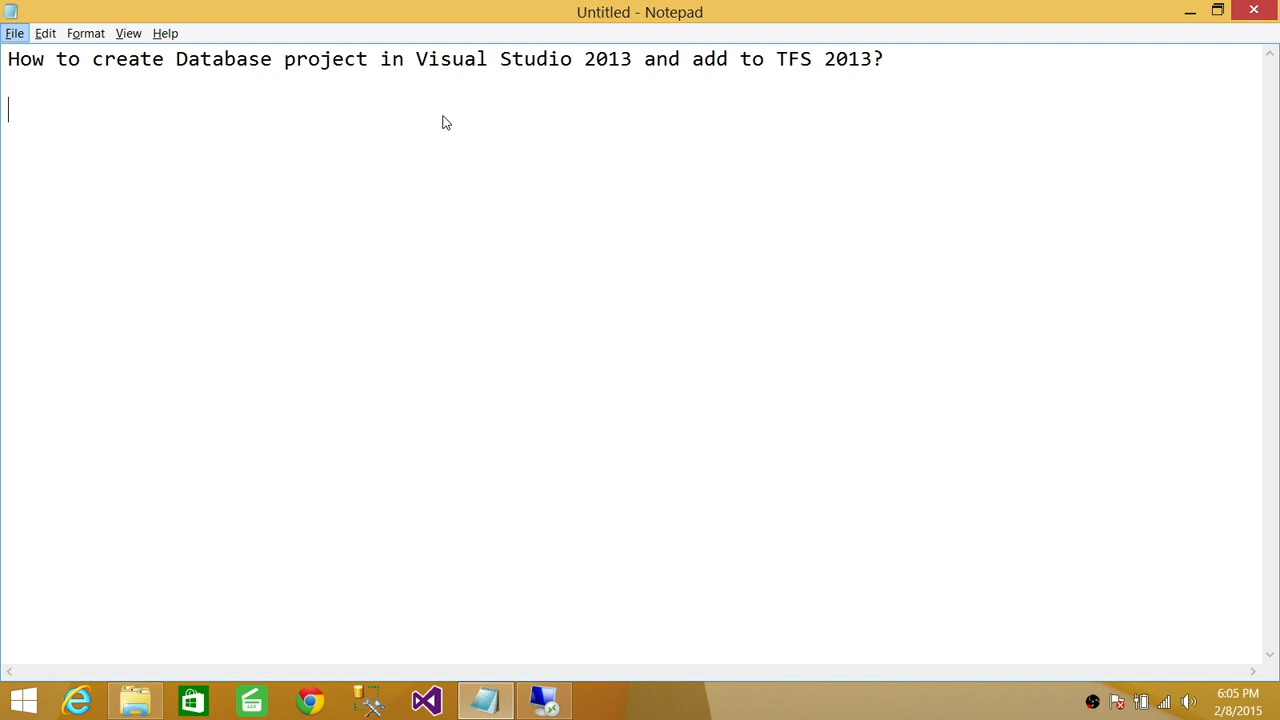 Untitled - Notepad
File Edit Format View Help
How to create Database project in Visual Studio 2013 and add to TFS 2013?
6:05 PM
2/8/2015